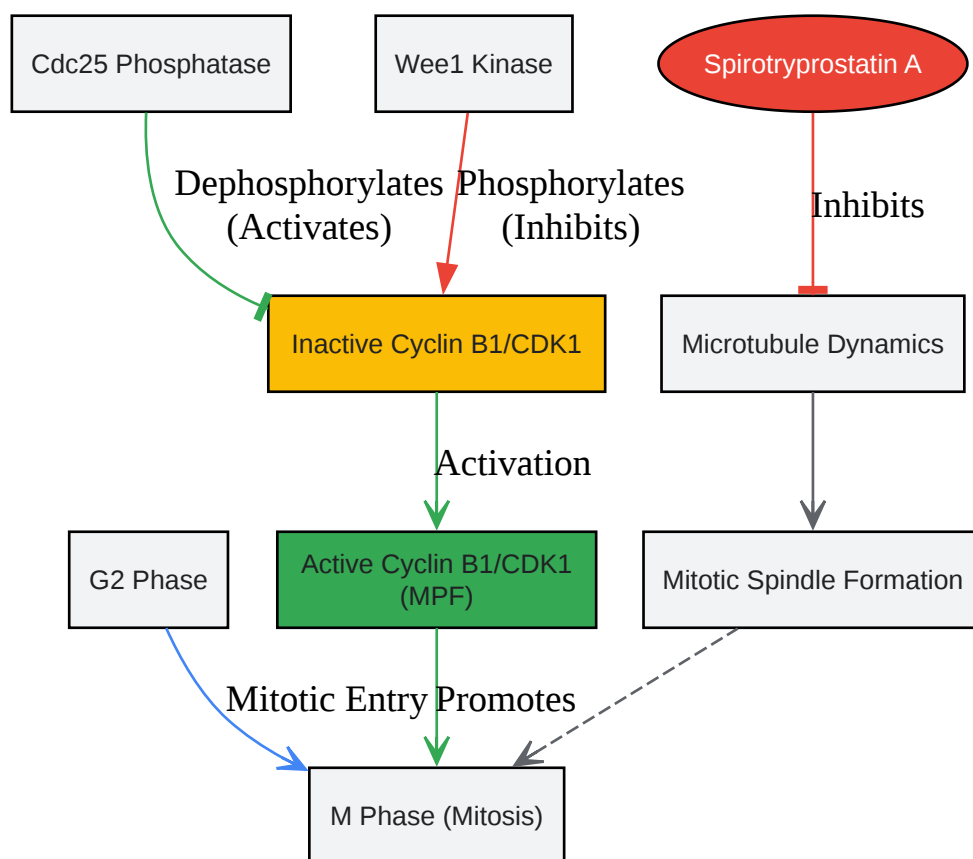 Cdc25 Phosphatase
Wee1 Kinase
Spirotryprostatin A
Dephosphorylates
(Activates)
Phosphorylates
(Inhibits)
Inhibits
Inactive Cyclin B1/CDK1
Microtubule Dynamics
Activation
G2 Phase
Active Cyclin B1/CDK1
(MPF)
Mitotic Spindle Formation
Mitotic Entry
Promotes
M Phase (Mitosis)